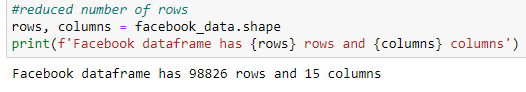 #reduced number of rows
rows, columns = facebook_data.shape
print(f'Facebook dataframe has {rows} rows and {columns} columns')
Facebook dataframe has 98826 rows and 15 columns